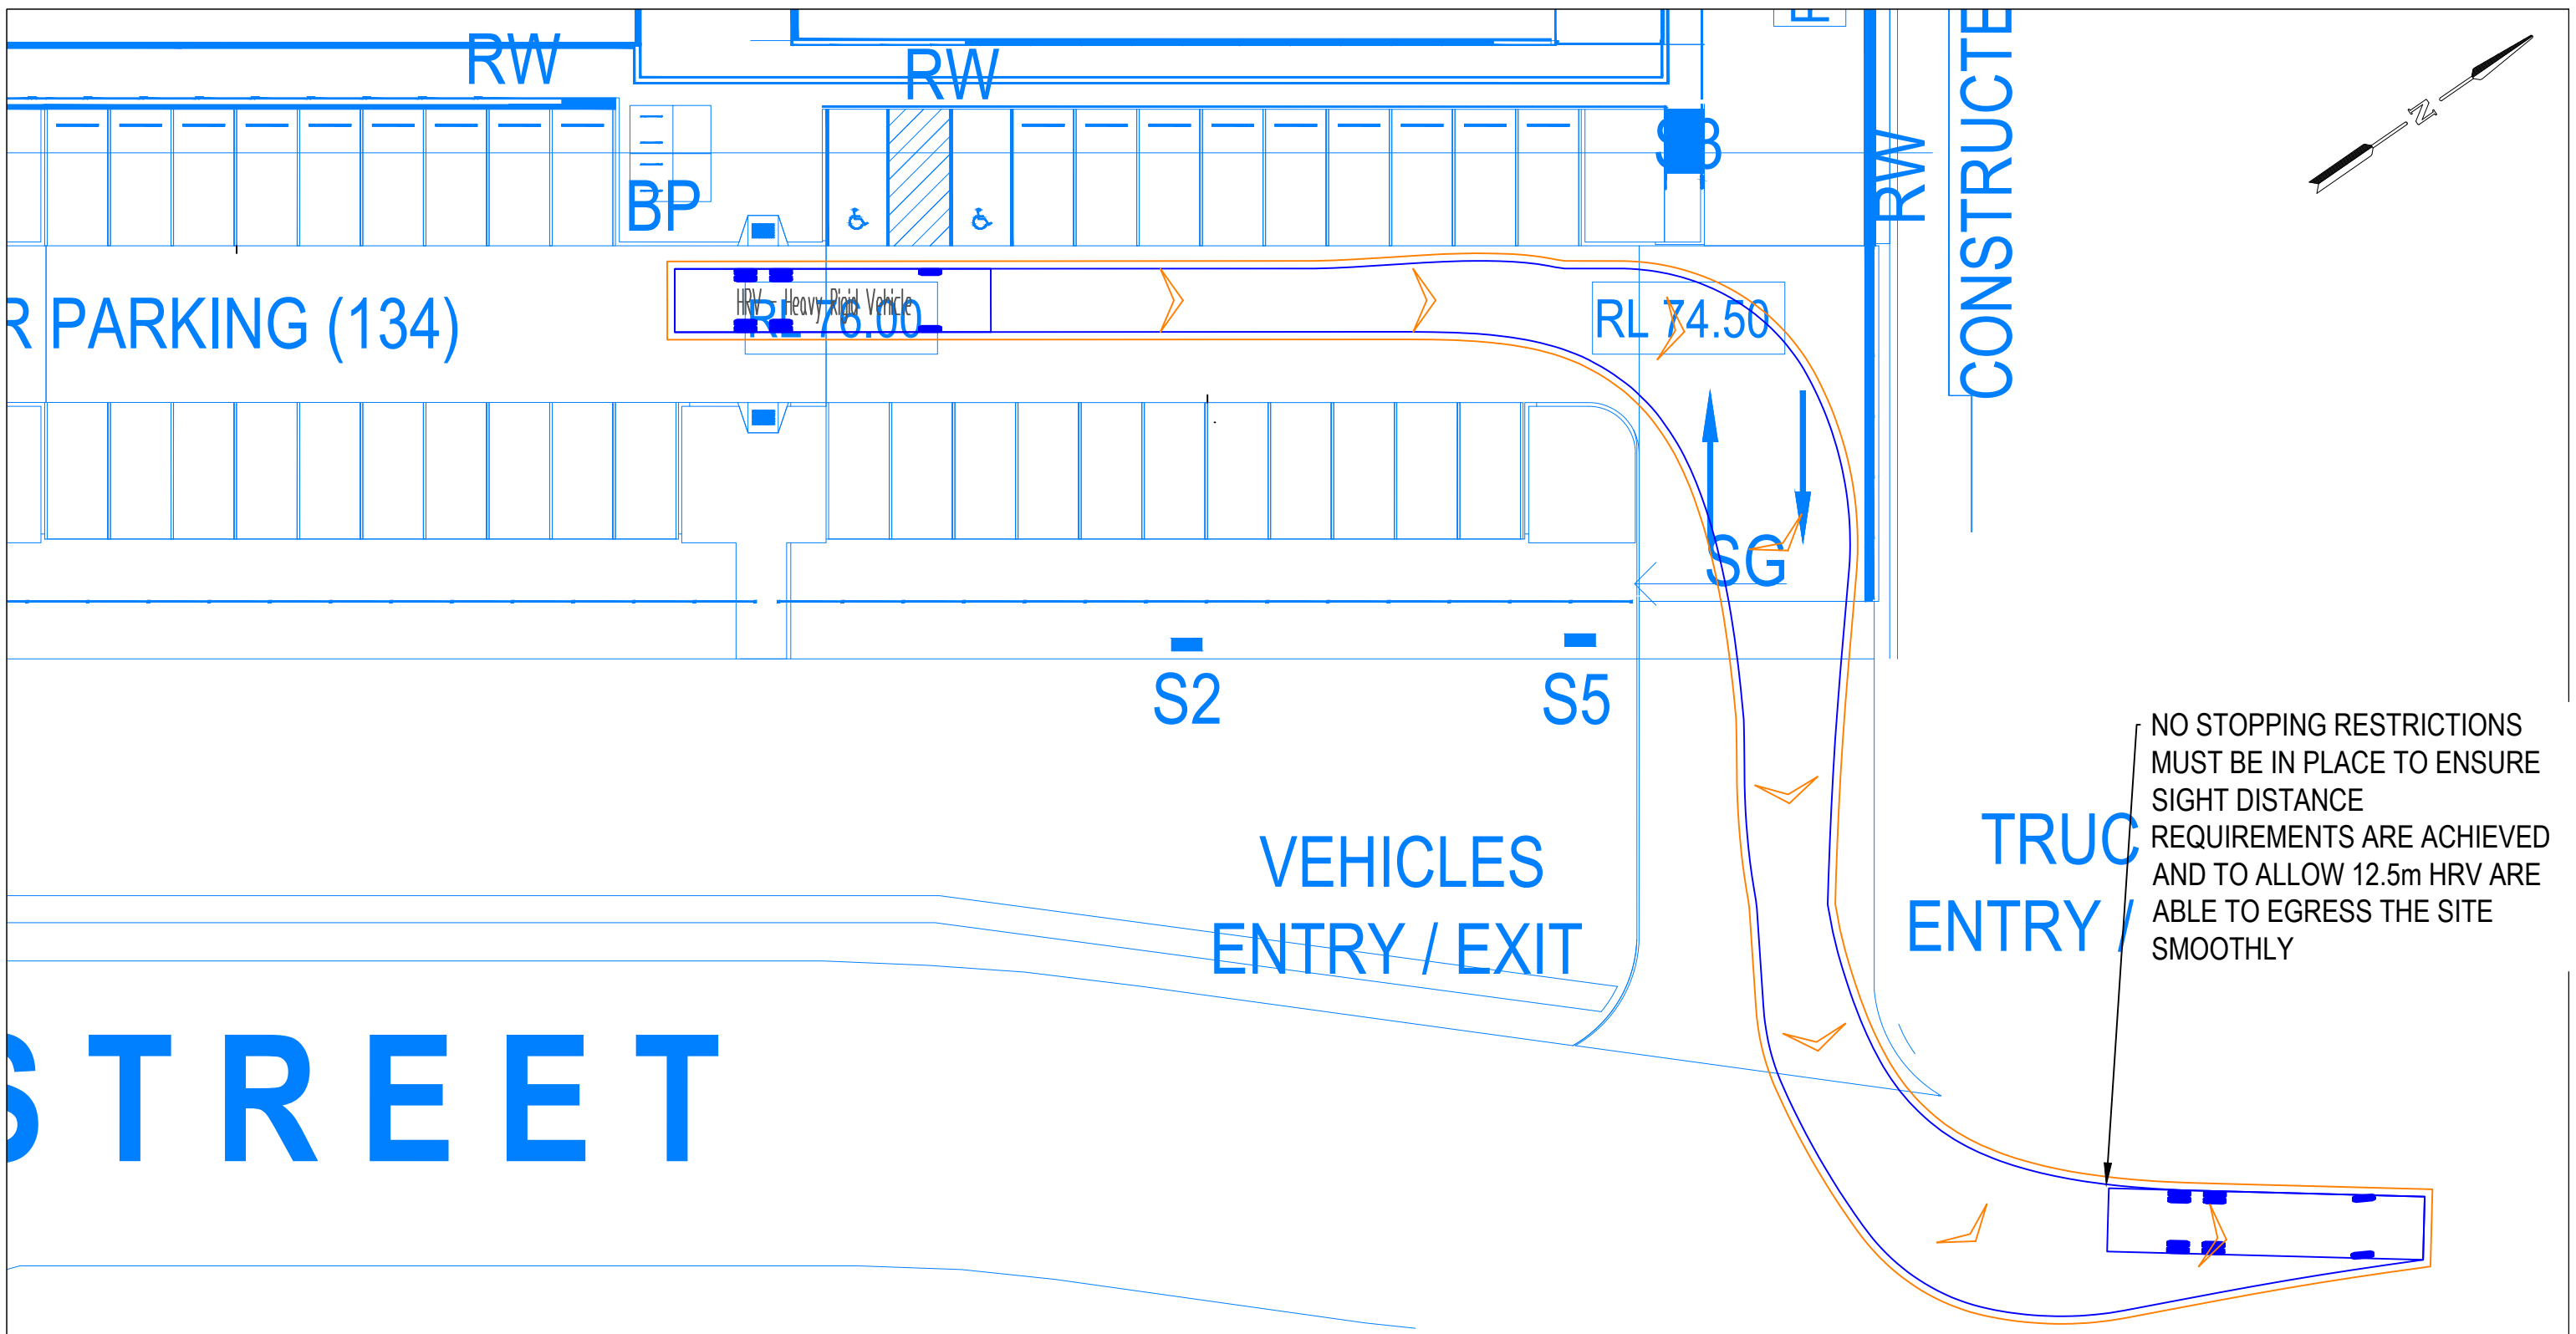 RW
RW
BP
RW
CONSTRUCTE
N
R PARKING (134)
HRV - Heavy Rigid Vehicle
RL 76.00
RL 74.50
SG
S2
S5
NO STOPPING RESTRICTIONS
MUST BE IN PLACE TO ENSURE
SIGHT DISTANCE
REQUIREMENTS ARE ACHIEVED
AND TO ALLOW 12.5m HRV ARE
ABLE TO EGRESS THE SITE
SMOOTHLY
VEHICLES
ENTRY / EXIT
TRUC
ENTRY /
STREET